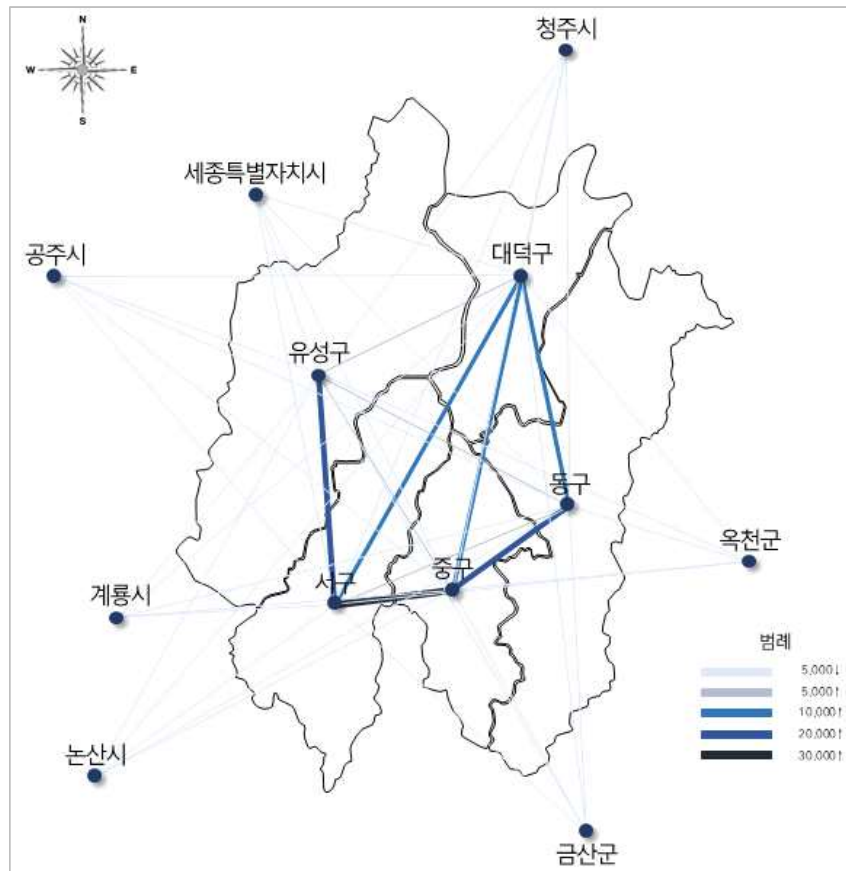 N
청주시
W E
S
세종특별자치시
공주시
대덕구
유성구
동구
옥천군
계룡시
서구
중구
범례
5,000↓
5,000↑
10,000↑
20,000↑
30,000↑
논산시
금산군